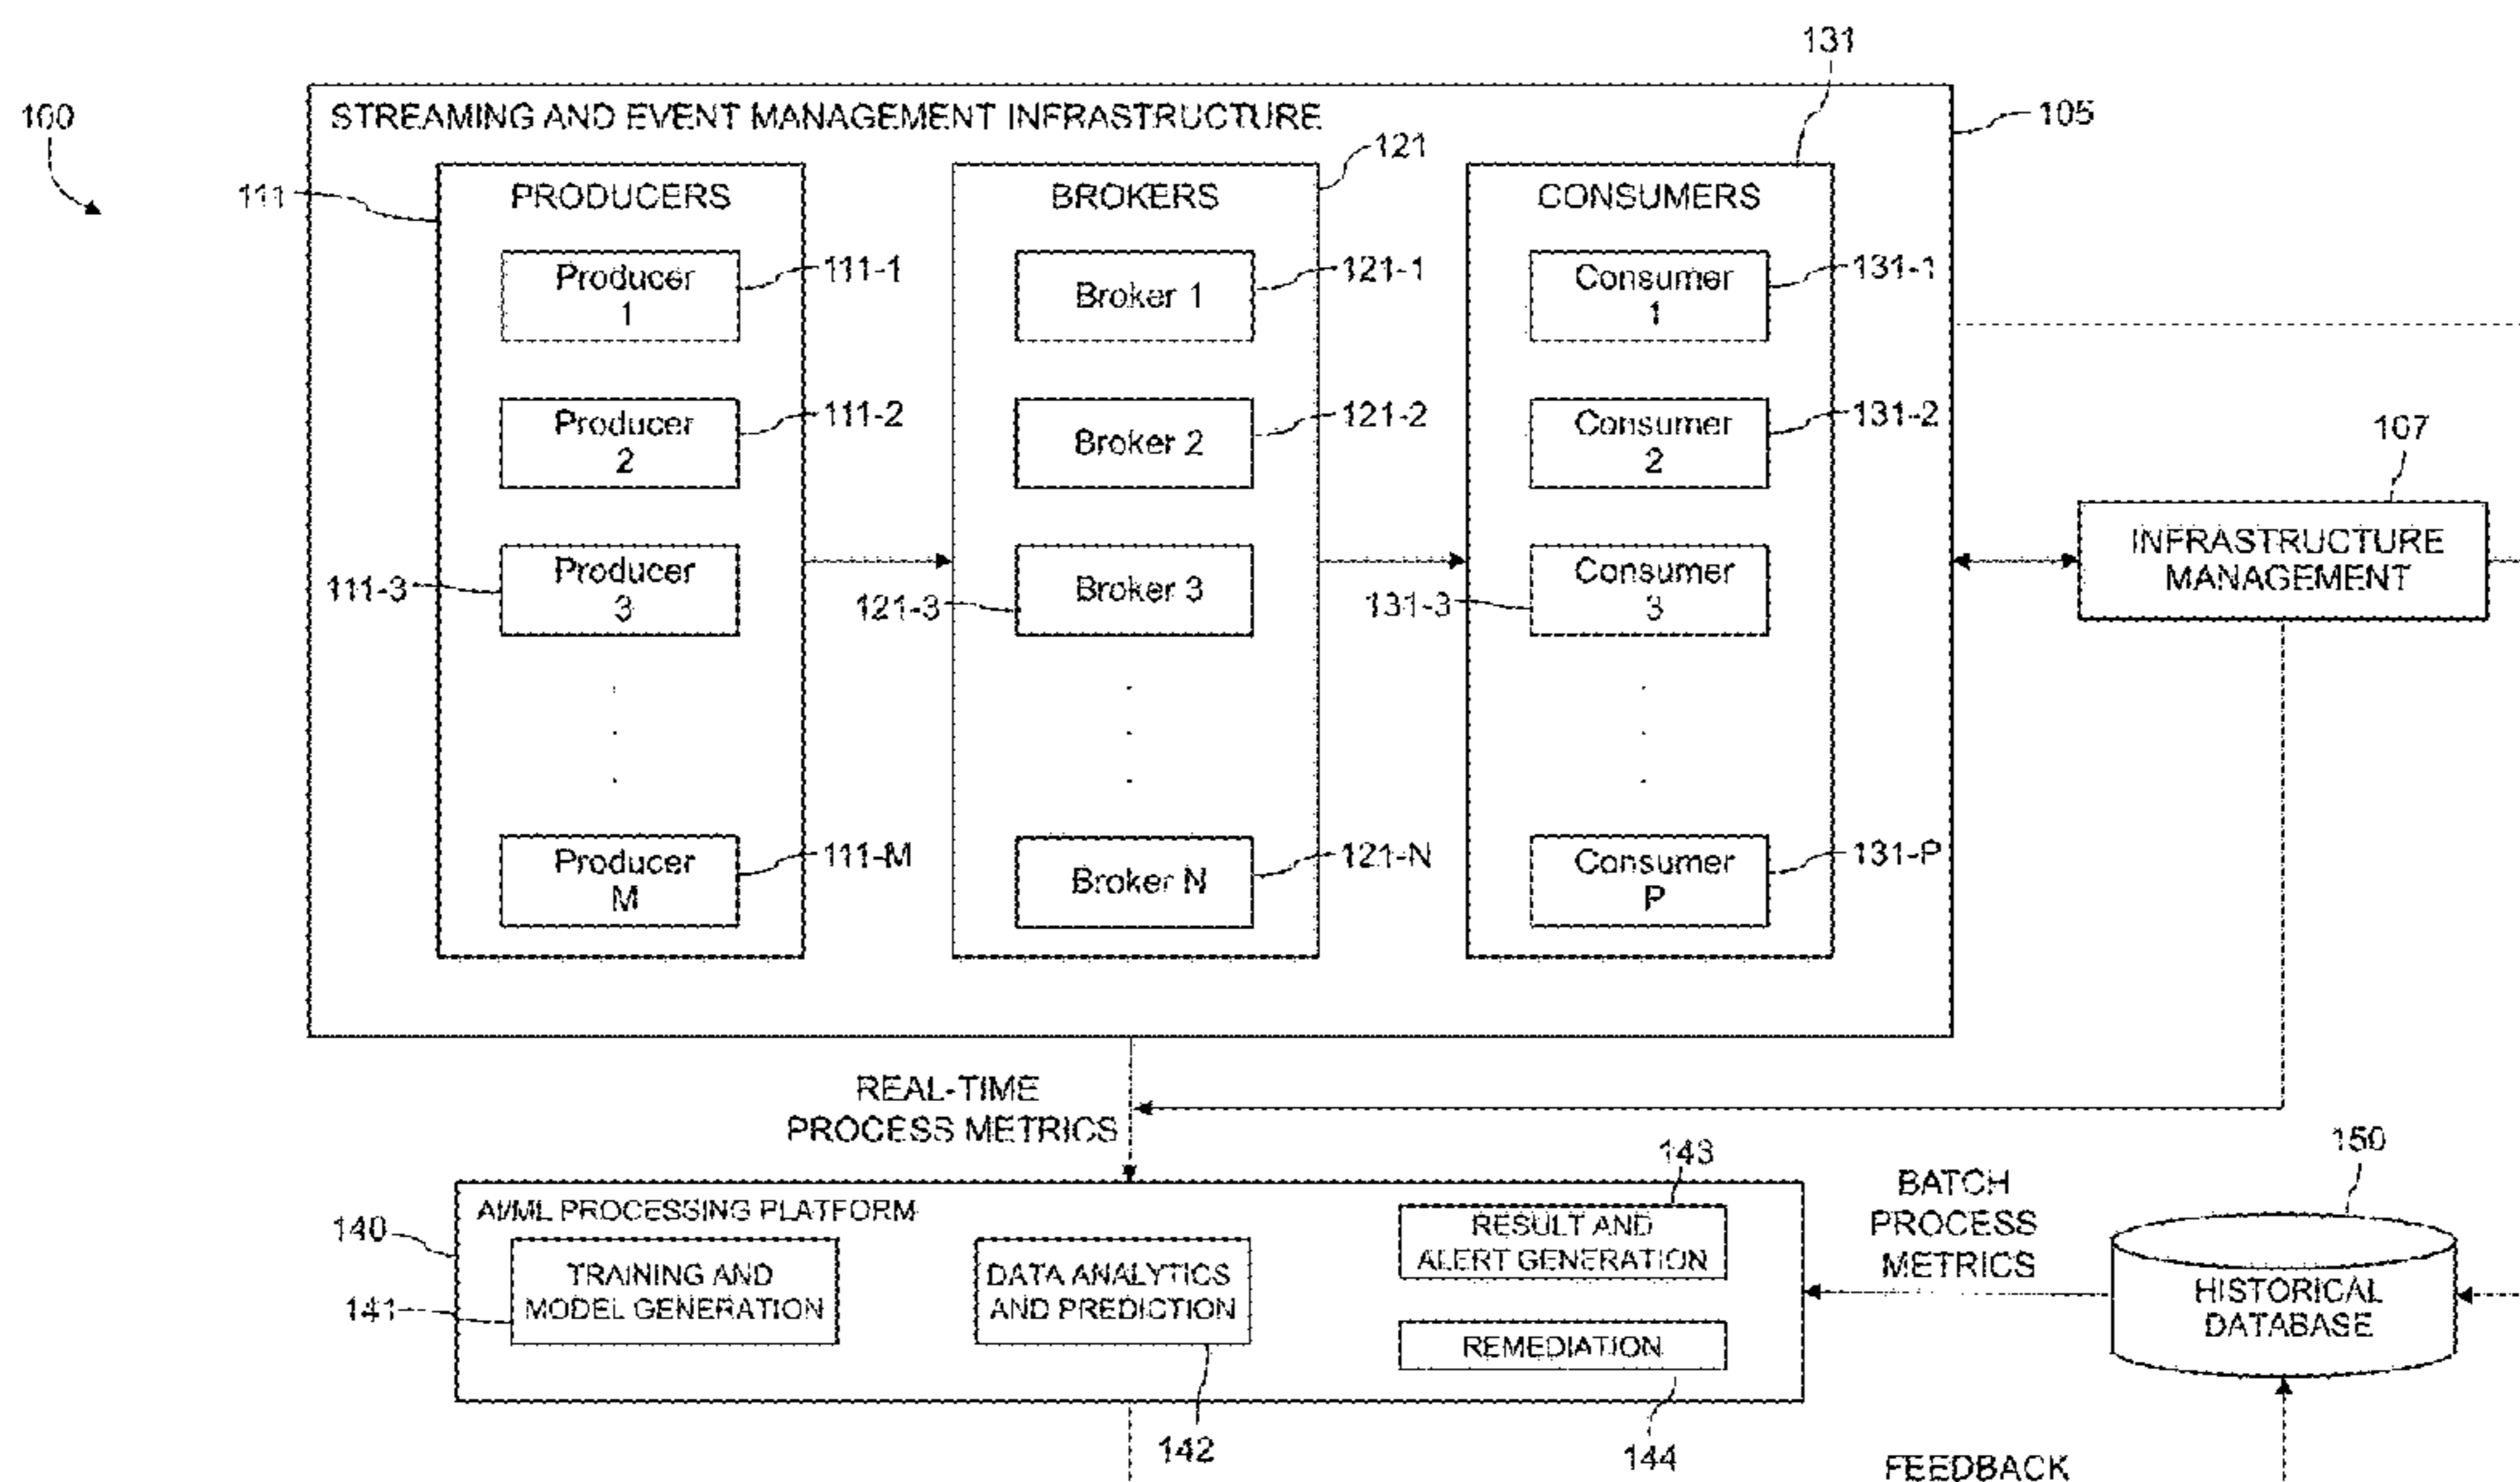 131
STREAMING AND EVENT MANAGEMENT INFRASTRUCTURE
105
100
121
111
PRODUCERS
BROKERS
CONSUMERS
Producer
1
111-1
Broker 1
121-1
Consumer
1
131-1
Producer
2
111-2
Broker 2
121-2
Consumer
2
131-2
107
INFRASTRUCTURE
MANAGEMENT
111-3
Producer
3
121-3
Broker 3
131-3
Consumer
3
Producer
M
111-M
Broker N
121-N
Consumer
P
131-P
REAL-TIME
PROCESS METRICS
143
150
BATCH
PROCESS
METRICS
140
AI/ML PROCESSING PLATFORM
141
TRAINING AND
MODEL GENERATION
DATA ANALYTICS
AND PREDICTION
RESULT AND
ALERT GENERATION
REMEDIATION
HISTORICAL
DATABASE
142
144
FEEDBACK